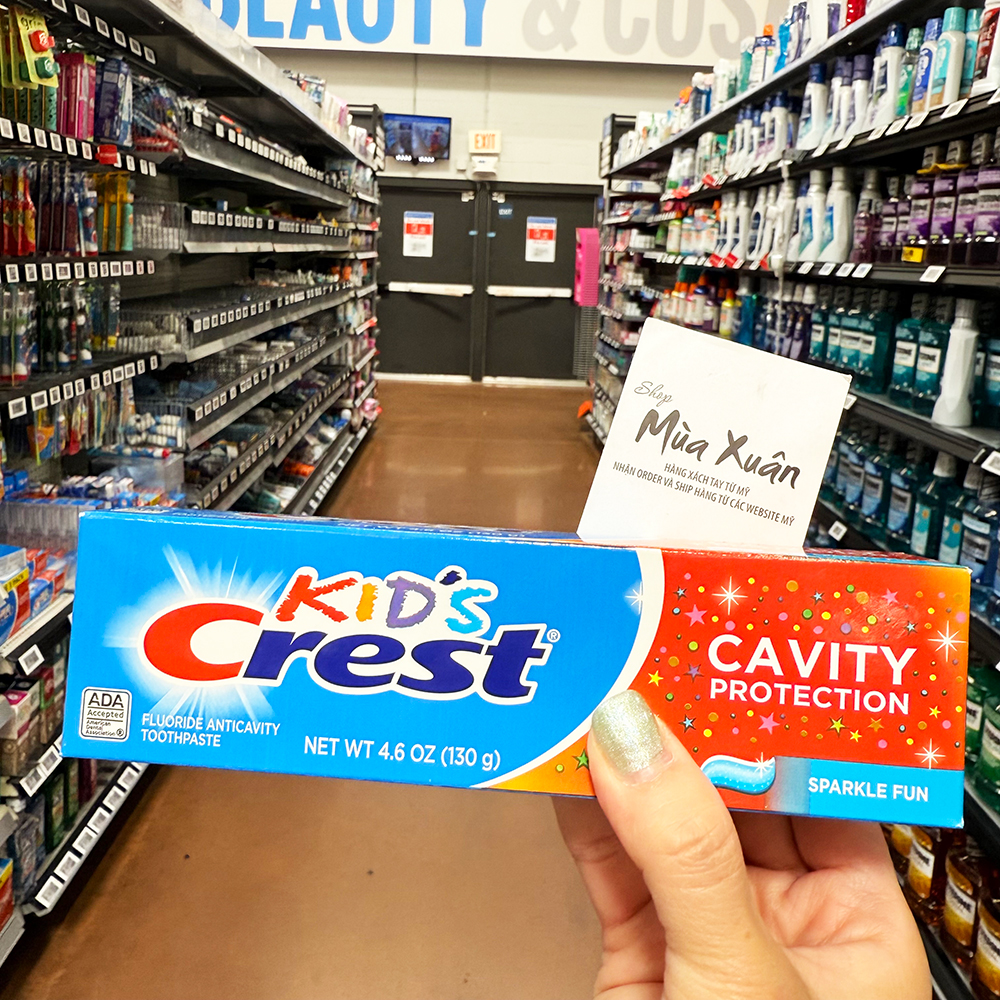 BEAUTY & COS
EXIT
Shop
Mùa Xuân
HÀNG XÁCH TAY TỪ MỸ
NHẬN ORDER VÀ SHIP HÀNG TỪ CÁC WEBSITE MỸ
KID'S
Crest®
CAVITY
PROTECTION
ADA
Accepted
American
Dental
Association®
FLUORIDE ANTICAVITY
TOOTHPASTE
NET WT 4.6 OZ (130 g)
SPARKLE FUN